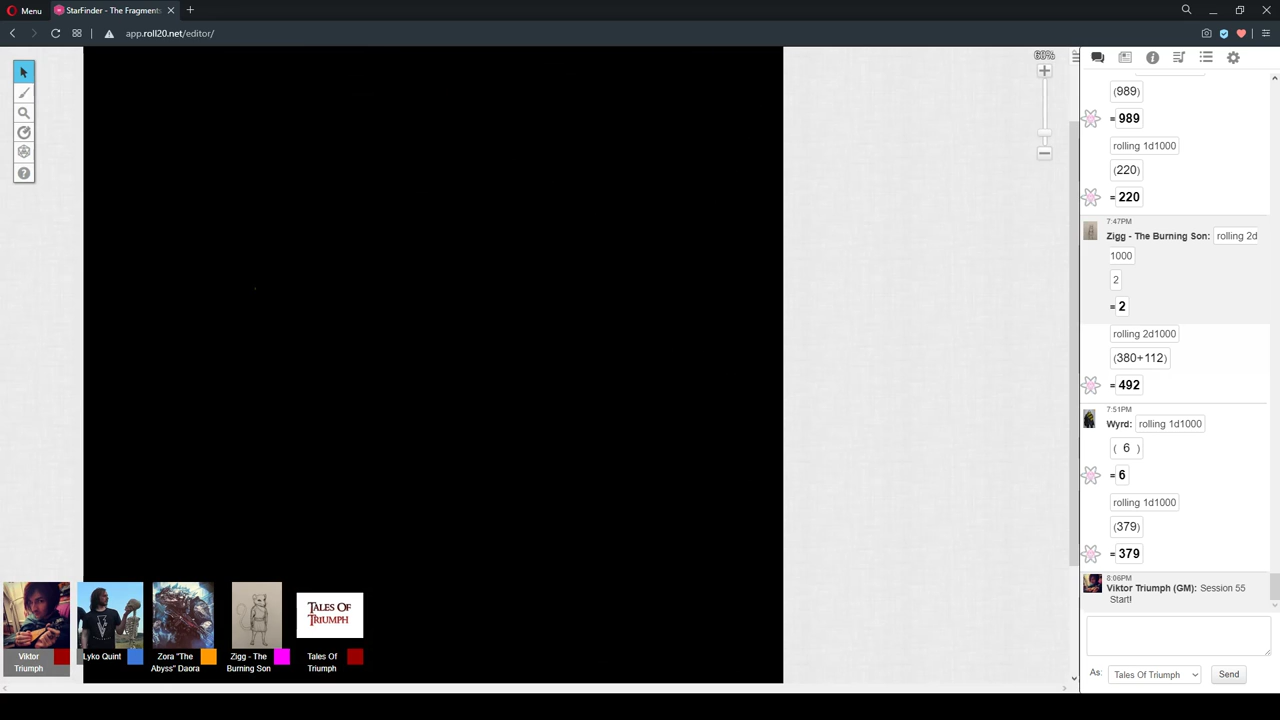 Menu
StarFinder - The Fragments
app.roll20.net/editor/
60%
(989)
= 989
rolling 1d1000
(220)
= 220
7:47PM
Zigg - The Burning Son: rolling 2d
1000
2
= 2
rolling 2d1000
(380+112)
= 492
7:51PM
Wyrd: rolling 1d1000
( 6 )
= 6
rolling 1d1000
(379)
= 379
8:06PM
Viktor Triumph (GM): Session 55
Start!
TALES OF
TRIUMPH
Viktor
Triumph
Lyko Quint
Zora "The
Abyss" Daora
Zigg - The
Burning Son
Tales Of
Triumph
As:
Tales Of Triumph
Send